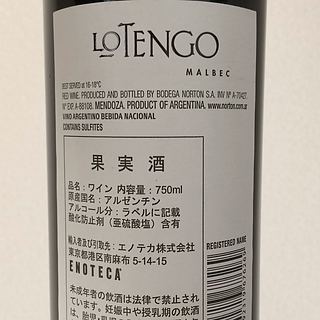 LOTENGO
MALBEC
BEST SERVED at 16-18°C
RED WINE. PRODUCED AND BOTTLED BY BODEGA NORTON S.A. INV Nº A-70427.
Nº EXP. A-88108. MENDOZA. PRODUCT OF ARGENTINA. www.norton.com.ar
VINO ARGENTINO BEBIDA NACIONAL
CONTAINS SULFITES
果実酒
品名：ワイン 内容量：750ml
原産国名：アルゼンチン
アルコール分：ラベルに記載
酸化防止剤（亜硫酸塩）含有
輸入者及び引取先：エノテカ株式会社
東京都港区南麻布 5-14-15
ENOTECA
未成年者の飲酒は法律で禁止され
ています。妊娠中や授乳期の飲酒
は、胎児・乳児の
REGISTERED NAME